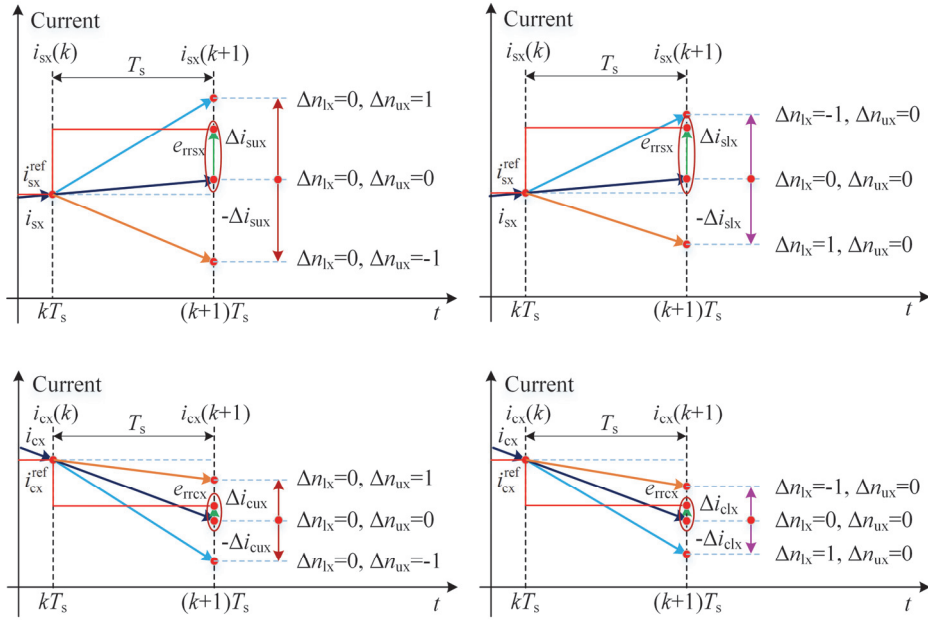 Current
i_sx(k) i_sx(k+1)
T_s
Δn_lx=0, Δn_ux=1
e_rrsx Δi_sux
i_sx^ref
Δn_lx=0, Δn_ux=0
i_sx
-Δi_sux
Δn_lx=0, Δn_ux=-1
kT_s (k+1)T_s t
Current
i_sx(k) i_sx(k+1)
T_s
Δn_lx=-1, Δn_ux=0
e_rrsx Δi_slx
i_sx^ref
Δn_lx=0, Δn_ux=0
i_sx
-Δi_slx
Δn_lx=1, Δn_ux=0
kT_s (k+1)T_s t
Current
i_cx(k) i_cx(k+1)
i_cx
T_s
i_cx^ref
Δn_lx=0, Δn_ux=1
e_rrcx Δi_cux
Δn_lx=0, Δn_ux=0
-Δi_cux
Δn_lx=0, Δn_ux=-1
kT_s (k+1)T_s t
Current
i_cx(k) i_cx(k+1)
i_cx
T_s
i_cx^ref
Δn_lx=-1, Δn_ux=0
e_rrcx Δi_clx
Δn_lx=0, Δn_ux=0
-Δi_clx
Δn_lx=1, Δn_ux=0
kT_s (k+1)T_s t